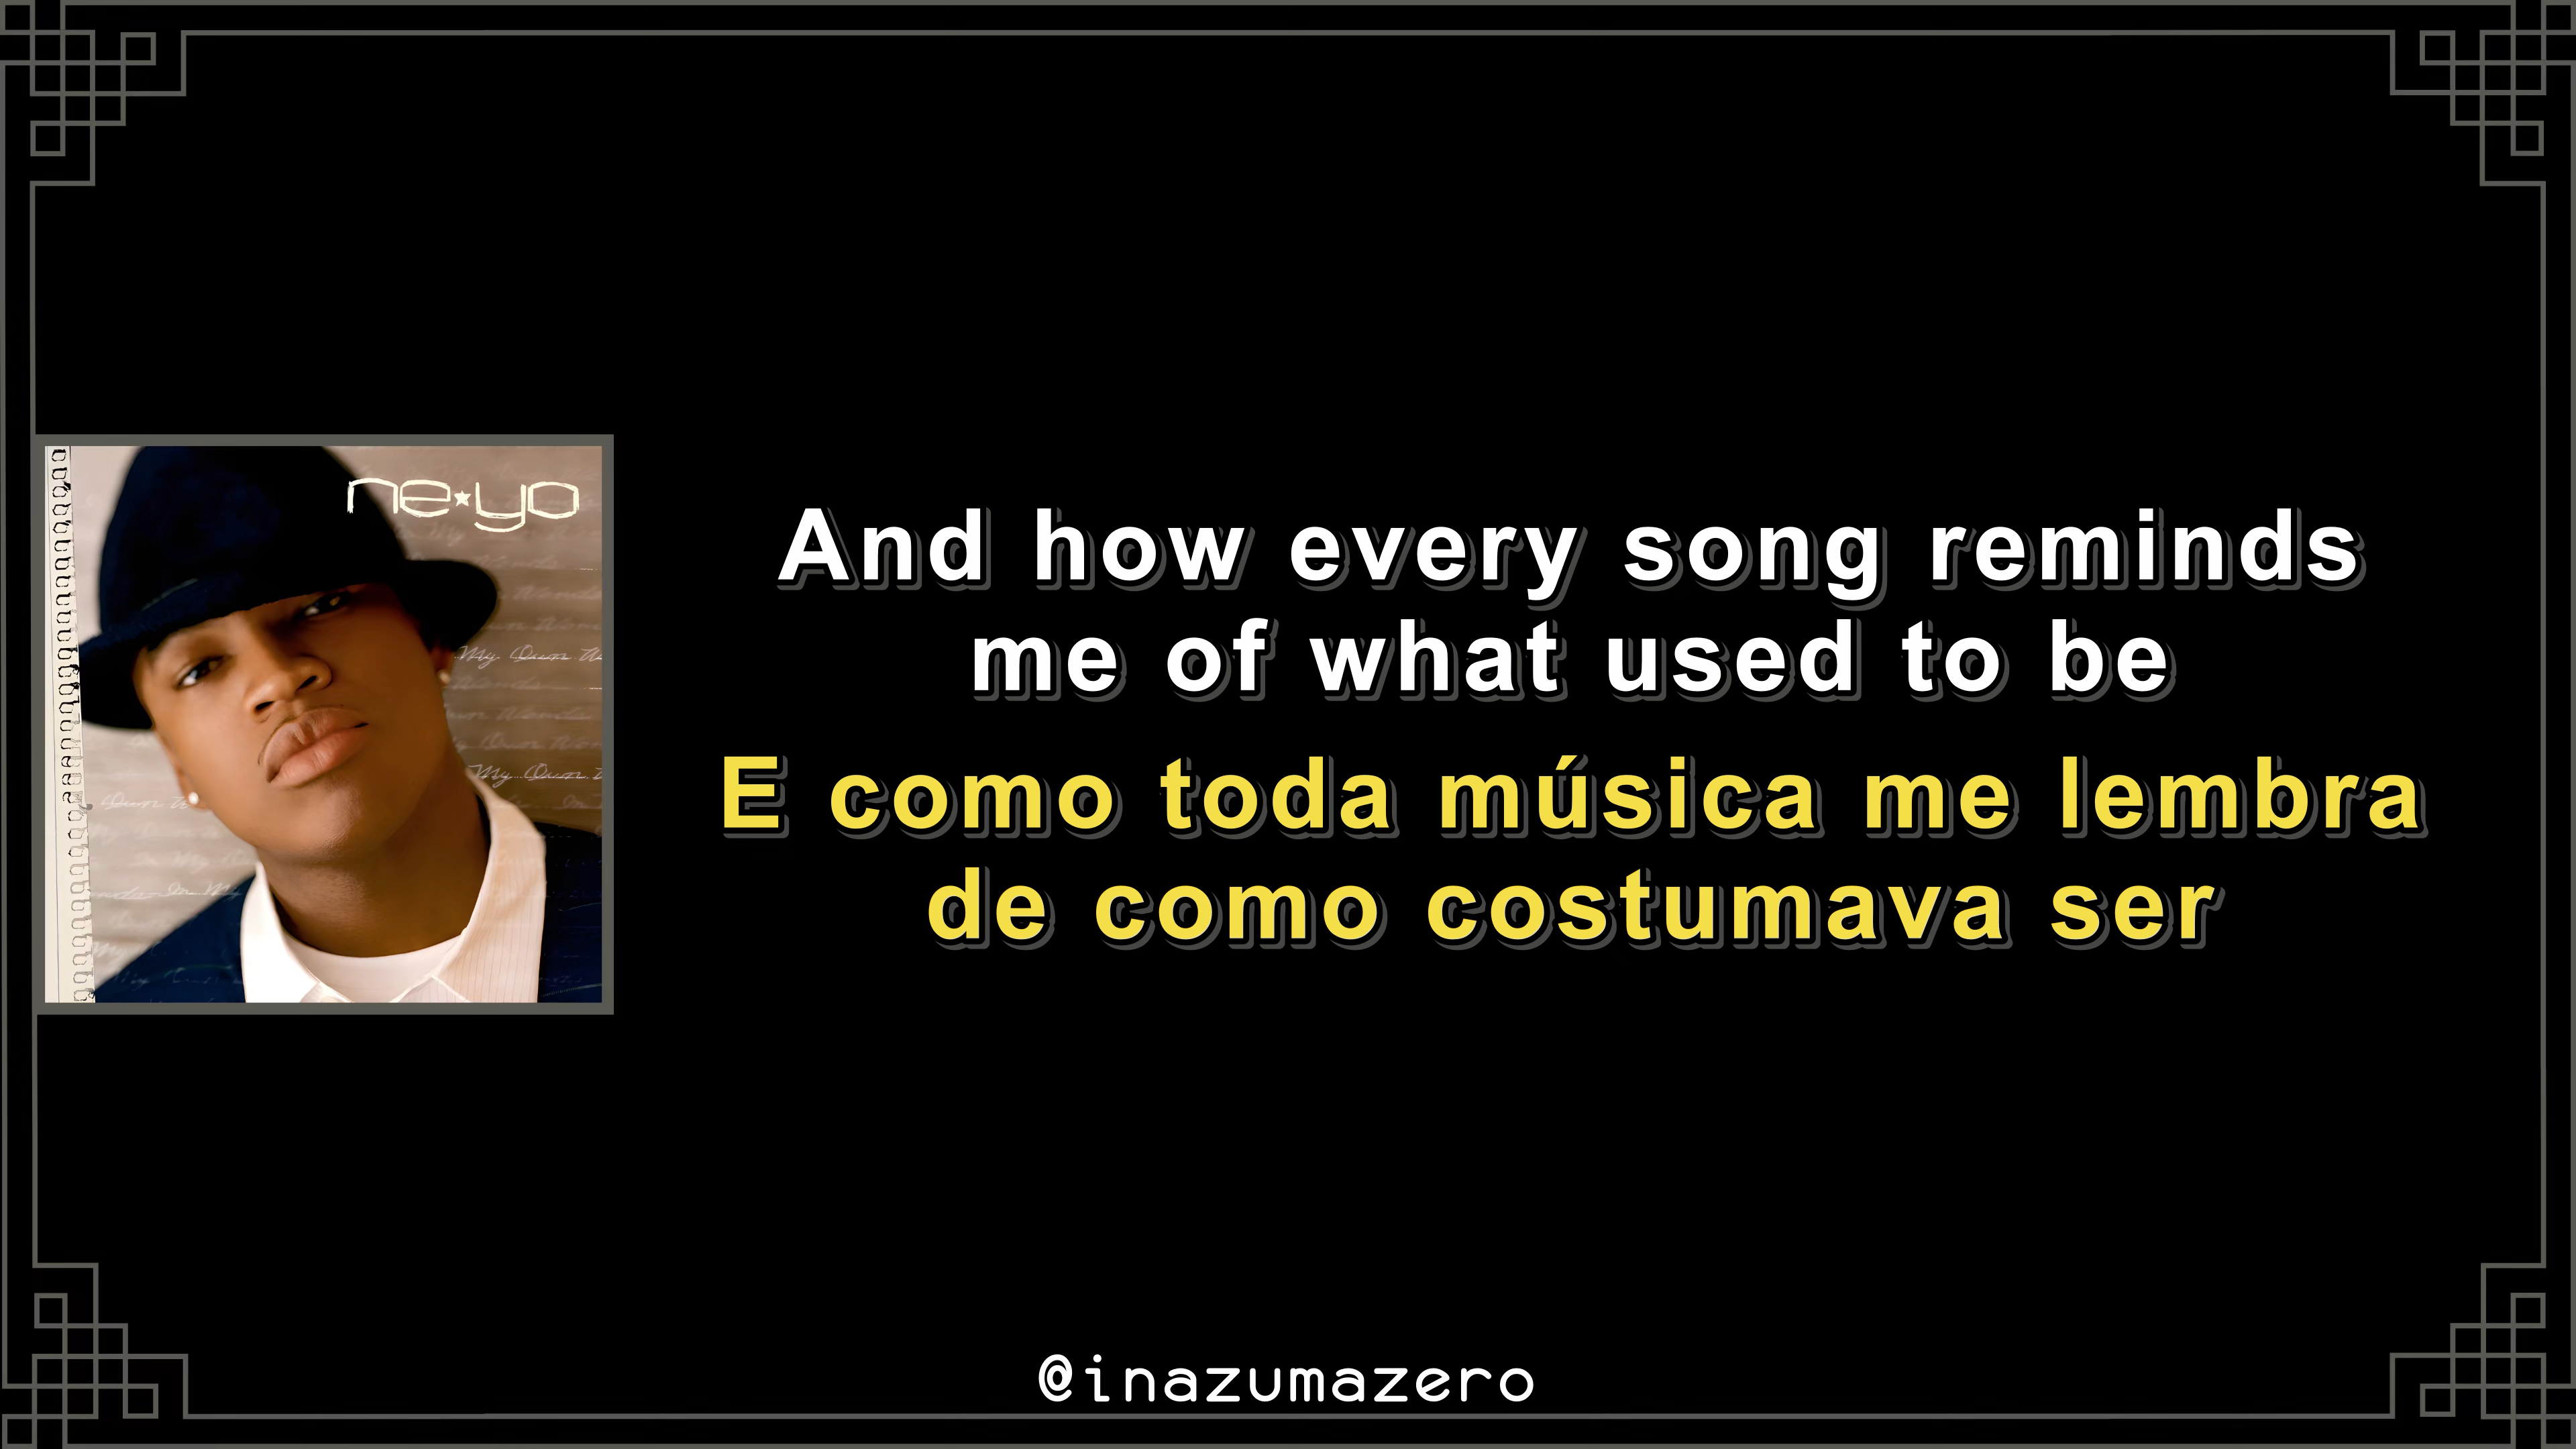 ne★yo
And how every song reminds
me of what used to be
E como toda música me lembra
de como costumava ser
@inazumazero